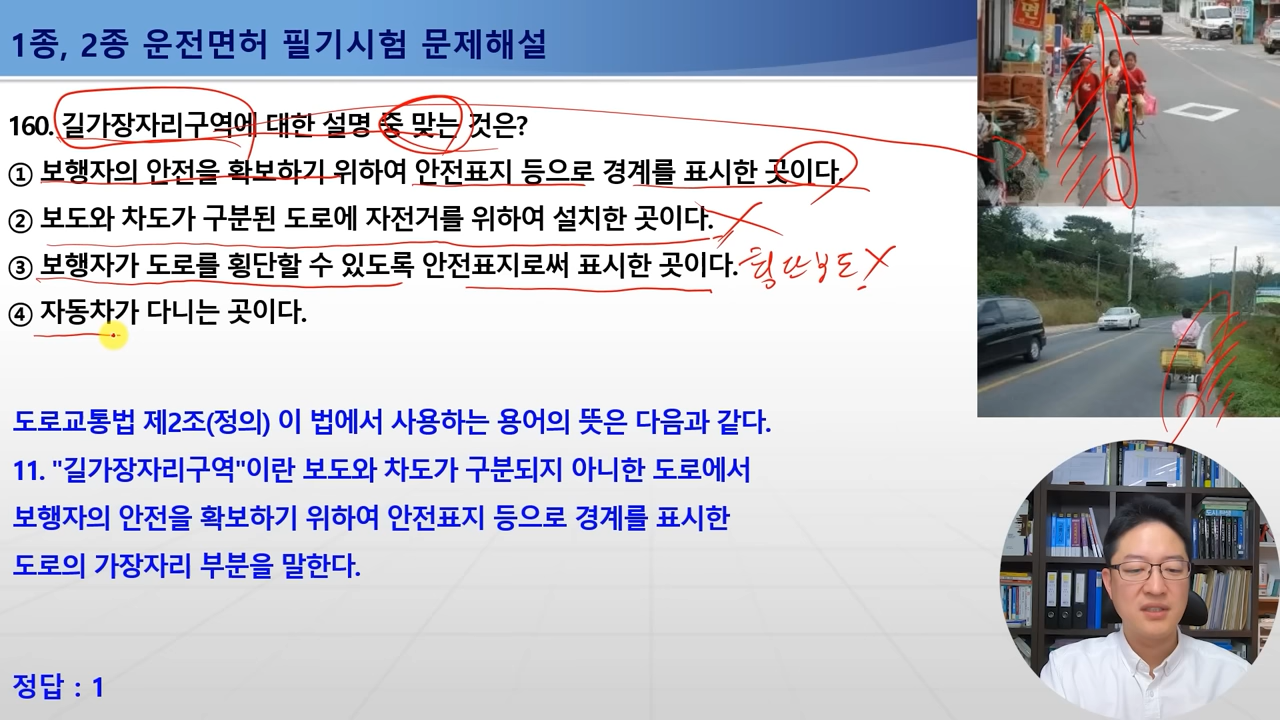 1종, 2종 운전면허 필기시험 문제해설
160. 길가장자리구역에 대한 설명 중 맞는 것은?
① 보행자의 안전을 확보하기 위하여 안전표지 등으로 경계를 표시한 곳이다.
② 보도와 차도가 구분된 도로에 자전거를 위하여 설치한 곳이다.
③ 보행자가 도로를 횡단할 수 있도록 안전표지로써 표시한 곳이다. 횡단보도
④ 자동차가 다니는 곳이다.
도로교통법 제2조(정의) 이 법에서 사용하는 용어의 뜻은 다음과 같다.
11. "길가장자리구역"이란 보도와 차도가 구분되지 아니한 도로에서
보행자의 안전을 확보하기 위하여 안전표지 등으로 경계를 표시한
도로의 가장자리 부분을 말한다.
정답 : 1